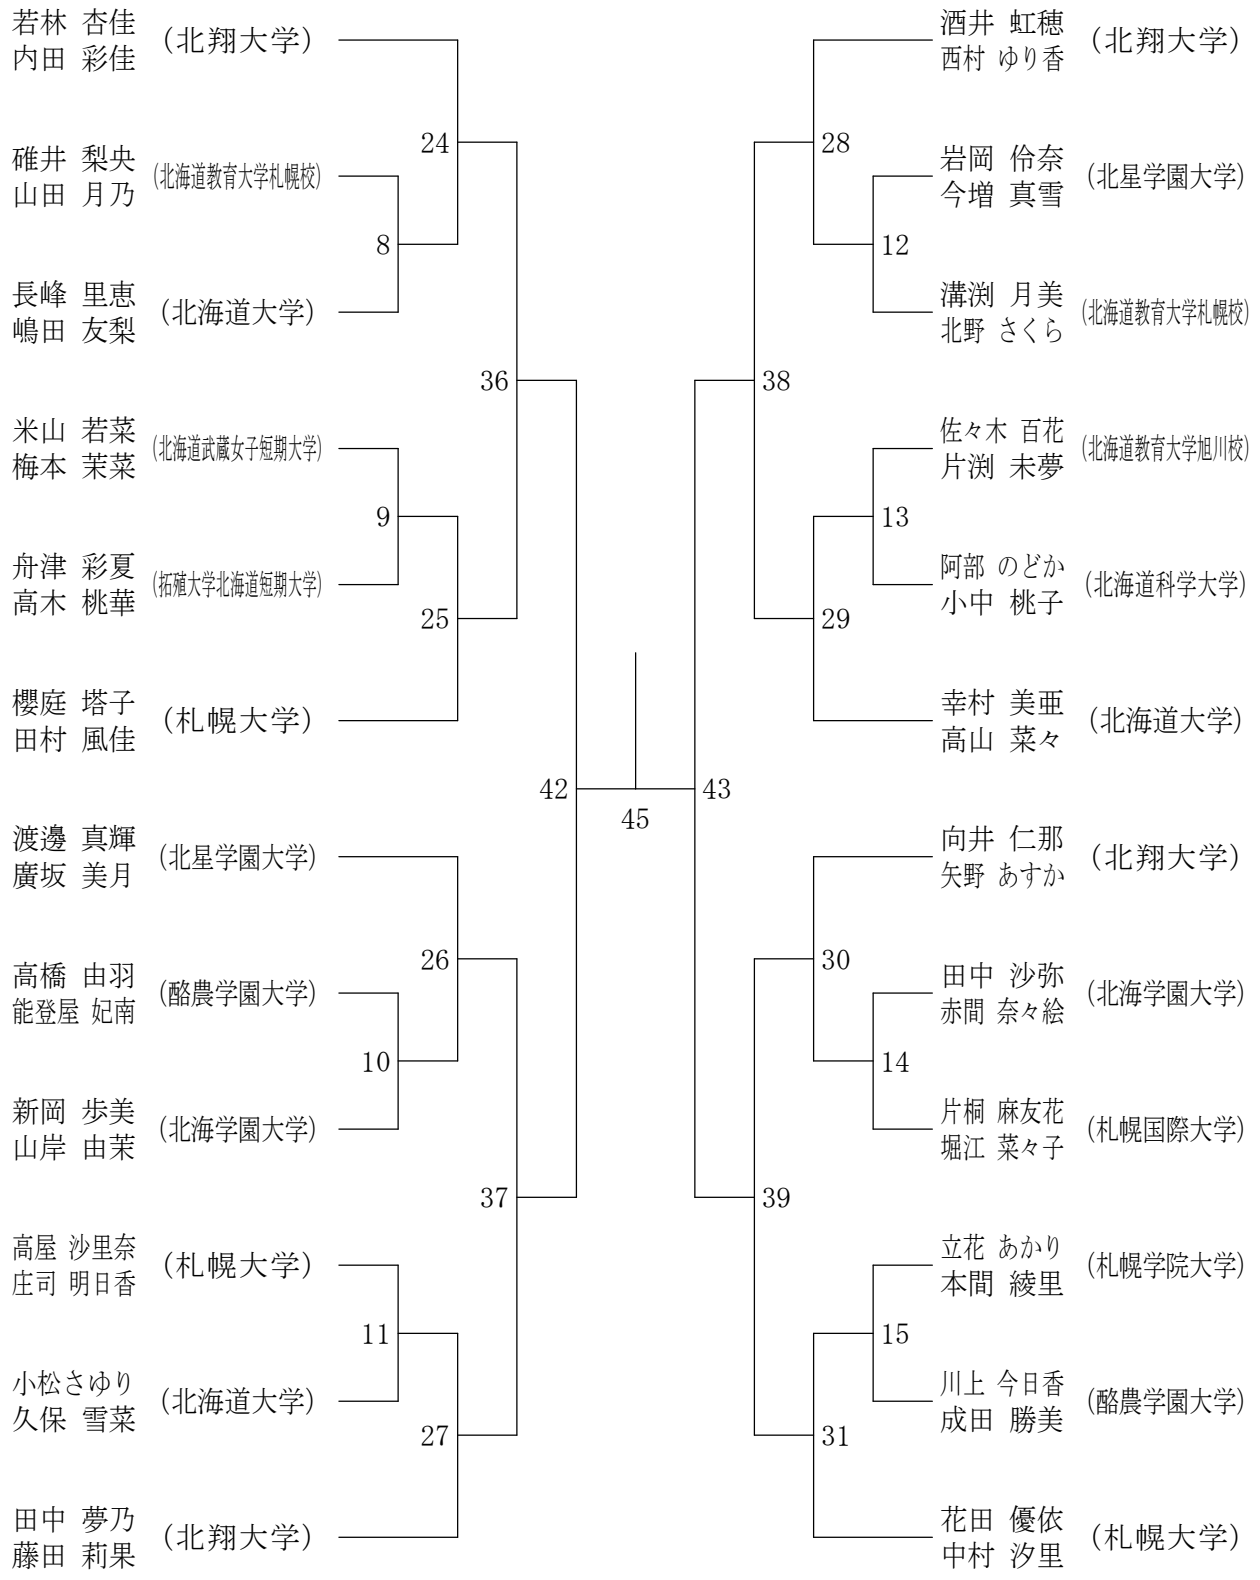 若林 杏佳
内田 彩佳
(北翔大学)
24
碓井 梨央
山田 月乃
(北海道教育大学札幌校)
8
長峰 里恵
嶋田 友梨
(北海道大学)
36
米山 若菜
梅本 茉菜
(北海道武蔵女子短期大学)
9
舟津 彩夏
高木 桃華
(拓殖大学北海道短期大学)
25
櫻庭 塔子
田村 風佳
(札幌大学)
42
渡邊 真輝
廣坂 美月
(北星学園大学)
26
高橋 由羽
能登屋 妃南
(酪農学園大学)
10
新岡 歩美
山岸 由茉
(北海学園大学)
37
高屋 沙里奈
庄司 明日香
(札幌大学)
11
小松さゆり
久保 雪菜
(北海道大学)
27
田中 夢乃
藤田 莉果
(北翔大学)
45
酒井 虹穂
西村 ゆり香
(北翔大学)
28
岩岡 伶奈
今増 真雪
(北星学園大学)
12
溝渕 月美
北野 さくら
(北海道教育大学札幌校)
38
佐々木 百花
片渕 未夢
(北海道教育大学旭川校)
13
阿部 のどか
小中 桃子
(北海道科学大学)
29
幸村 美亜
高山 菜々
(北海道大学)
43
向井 仁那
矢野 あすか
(北翔大学)
30
田中 沙弥
赤間 奈々絵
(北海学園大学)
14
片桐 麻友花
堀江 菜々子
(札幌国際大学)
39
立花 あかり
本間 綾里
(札幌学院大学)
15
川上 今日香
成田 勝美
(酪農学園大学)
31
花田 優依
中村 汐里
(札幌大学)